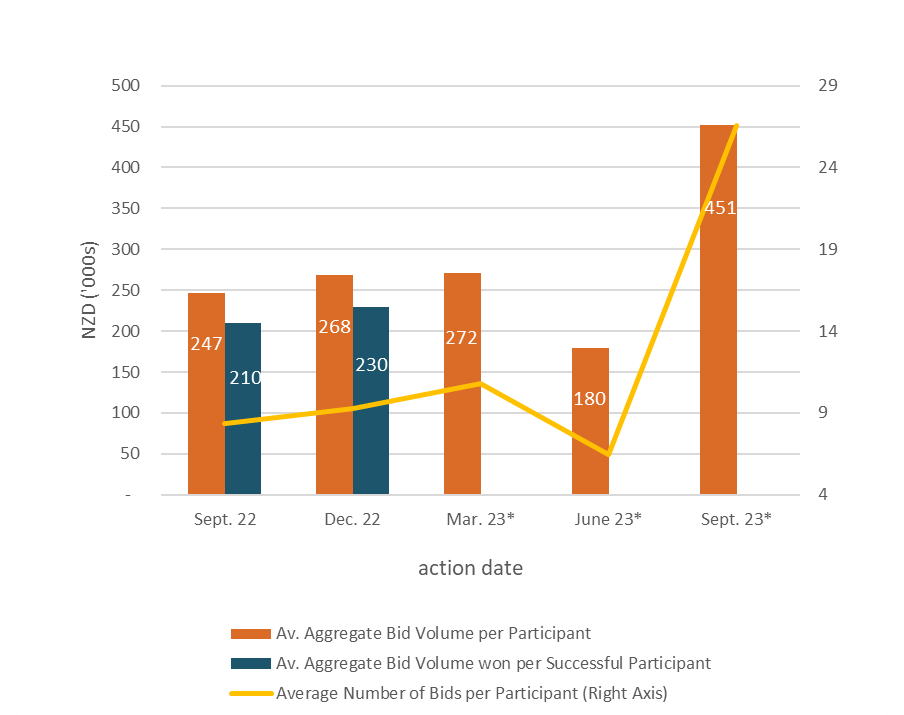 500
450
400
350
300
250
200
150
100
50
-
NZD ('000s)
29
24
19
14
9
4
247
210
268
230
272
180
451
Sept. 22
Dec. 22
Mar. 23*
June 23*
Sept. 23*
action date
Av. Aggregate Bid Volume per Participant
Av. Aggregate Bid Volume won per Successful Participant
Average Number of Bids per Participant (Right Axis)